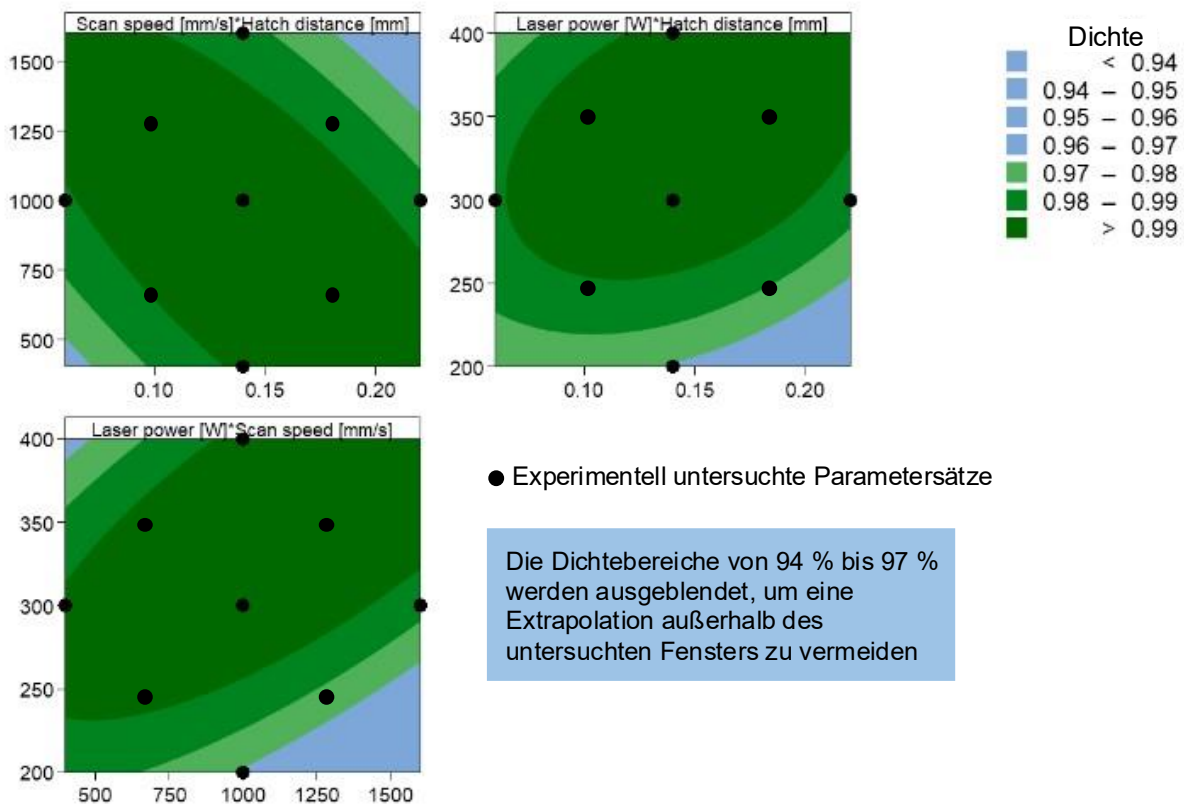 Scan speed [mm/s]*Hatch distance [mm]
1500
1250
1000
750
500
0.10 0.15 0.20
Laser power [W]*Hatch distance [mm]
400
350
300
250
200
0.10 0.15 0.20
Dichte
< 0.94
0.94 – 0.95
0.95 – 0.96
0.96 – 0.97
0.97 – 0.98
0.98 – 0.99
> 0.99
Laser power [W]*Scan speed [mm/s]
400
350
300
250
200
500 750 1000 1250 1500
Experimentell untersuchte Parametersätze
Die Dichtebereiche von 94 % bis 97 %
werden ausgeblendet, um eine
Extrapolation außerhalb des
untersuchten Fensters zu vermeiden